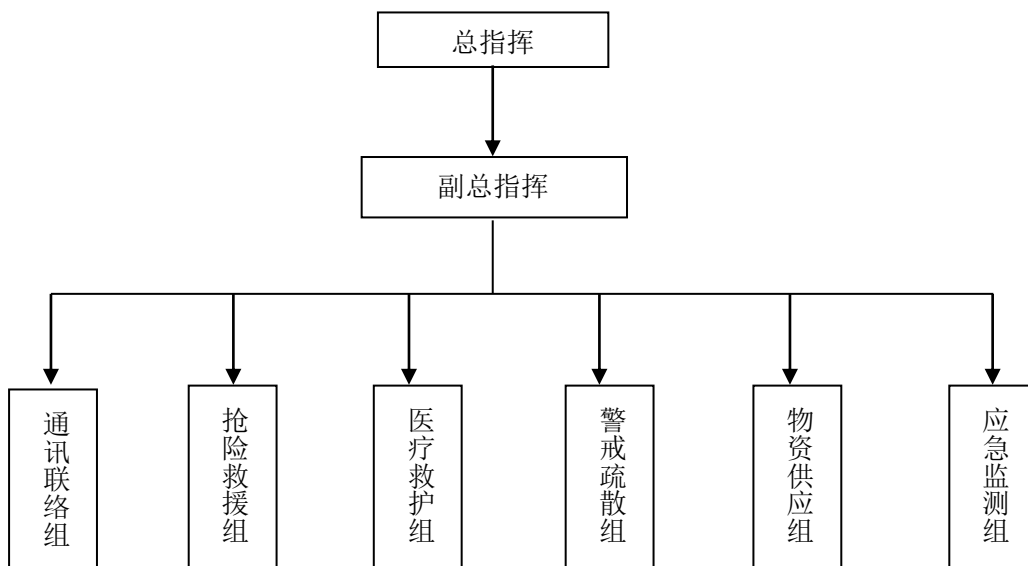 总指挥
副总指挥
通讯联络组
抢险救援组
医疗救护组
警戒疏散组
物资供应组
应急监测组